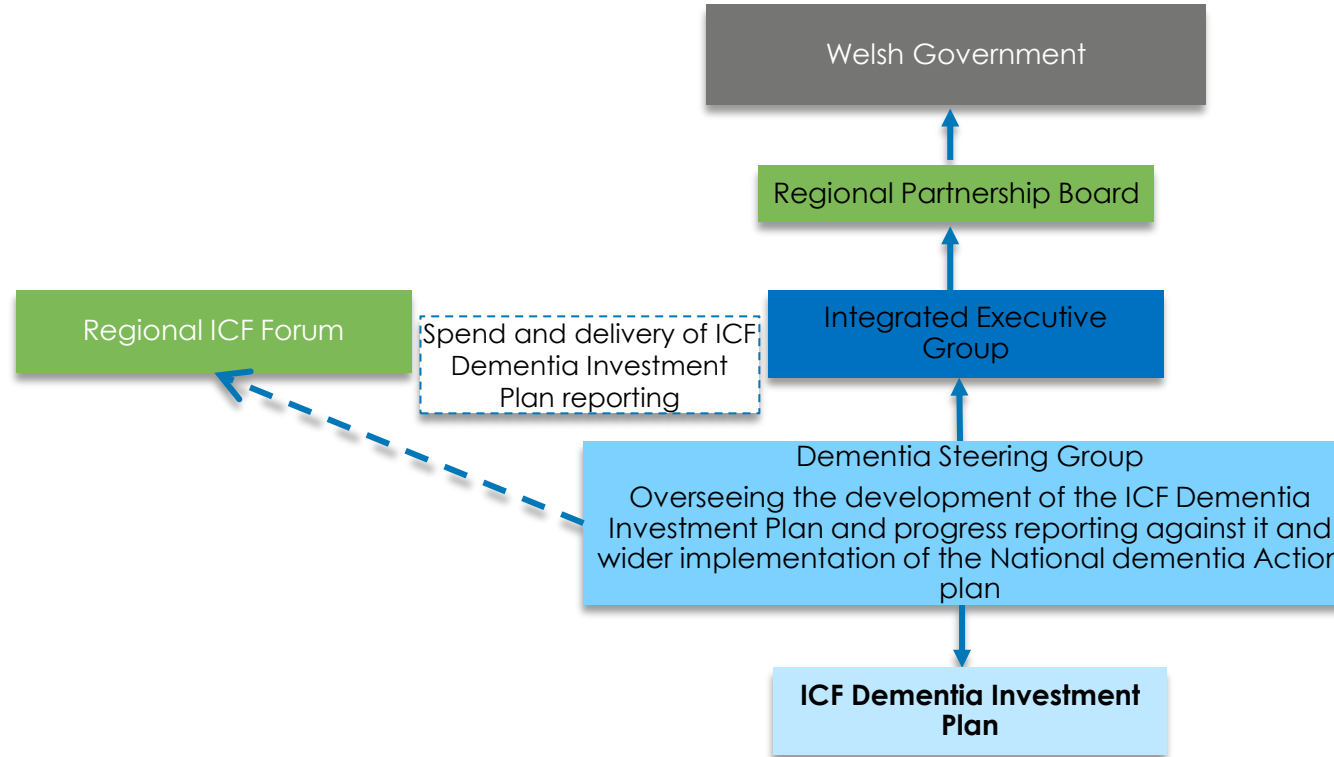 Welsh Government
Regional Partnership Board
Regional ICF Forum
Spend and delivery of ICF
Dementia Investment
Plan reporting
Integrated Executive
Group
Dementia Steering Group
Overseeing the development of the ICF Dementia
Investment Plan and progress reporting against it and
wider implementation of the National dementia Action
plan
ICF Dementia Investment
Plan